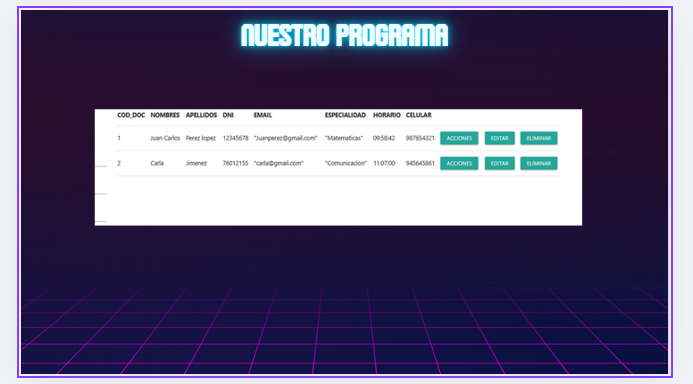 NUESTRO PROGRAMA
COD_DOC NOMBRES APELLIDOS DNI EMAIL ESPECIALIDAD HORARIO CELULAR
1 Juan Carlos Perez lopez 12345678 "Juanperez@gmail.com" "Matematicas" 09:58:42 987654321 ACCIONES EDITAR ELIMINAR
2 Carla Jimenez 76012155 "carla@gmail.com" "Comunicacion" 11:07:00 945645861 ACCIONES EDITAR ELIMINAR